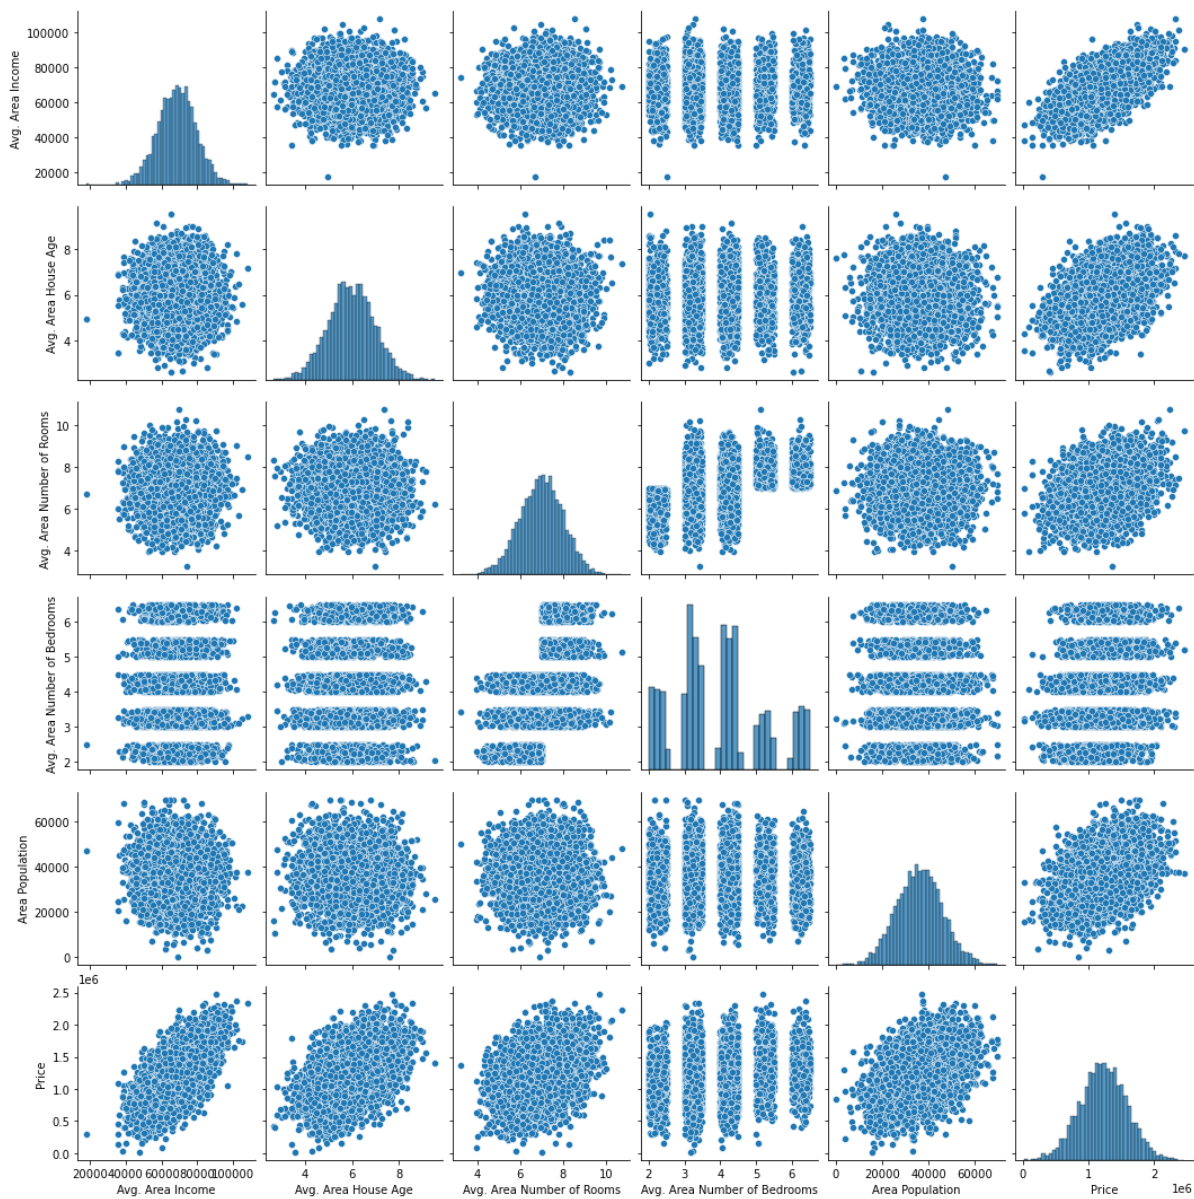 100000
80000
60000
40000
20000
Avg. Area Income
8
6
4
Avg. Area House Age
10
8
6
4
Avg. Area Number of Rooms
6
5
4
3
2
Avg. Area Number of Bedrooms
60000
40000
20000
0
Area Population
1e6
2.5
2.0
1.5
1.0
0.5
0.0
Price
20000 40000 60000 80000 100000
Avg. Area Income
4 6 8
Avg. Area House Age
4 6 8 10
Avg. Area Number of Rooms
2 3 4 5 6
Avg. Area Number of Bedrooms
0 20000 40000 60000
Area Population
0 1 2
1e6
Price